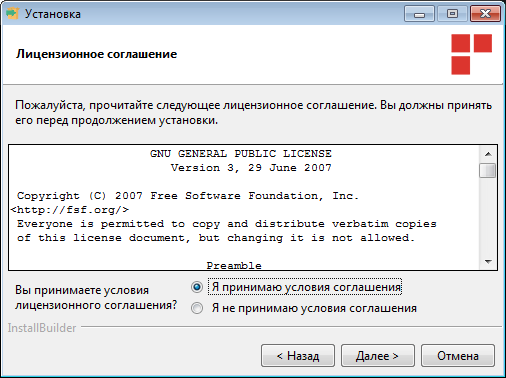 Установка
Лицензионное соглашение
Пожалуйста, прочитайте следующее лицензионное соглашение. Вы должны принять
его перед продолжением установки.
GNU GENERAL PUBLIC LICENSE
Version 3, 29 June 2007
Copyright (C) 2007 Free Software Foundation, Inc.
<http://fsf.org/>
Everyone is permitted to copy and distribute verbatim copies
of this license document, but changing it is not allowed.
Preamble
Вы принимаете условия
лицензионного соглашения?
Я принимаю условия соглашения
Я не принимаю условия соглашения
InstallBuilder
< Назад
Далее >
Отмена